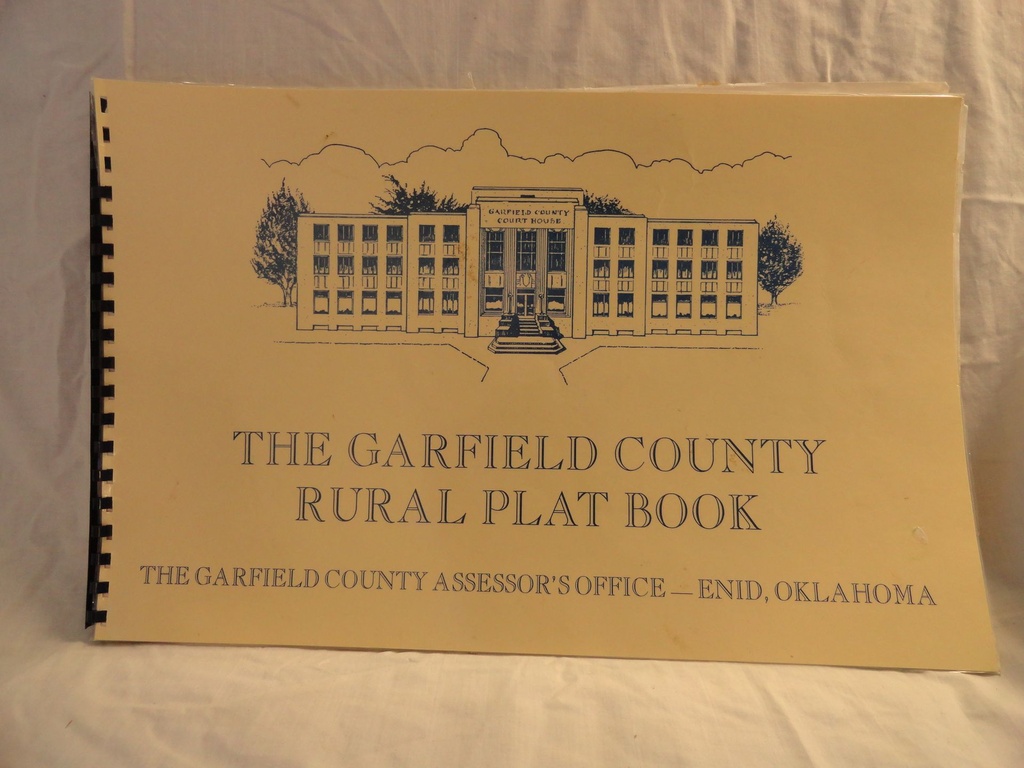 GARFIELD COUNTY
COURT HOUSE
THE GARFIELD COUNTY
RURAL PLAT BOOK
THE GARFIELD COUNTY ASSESSOR'S OFFICE — ENID, OKLAHOMA